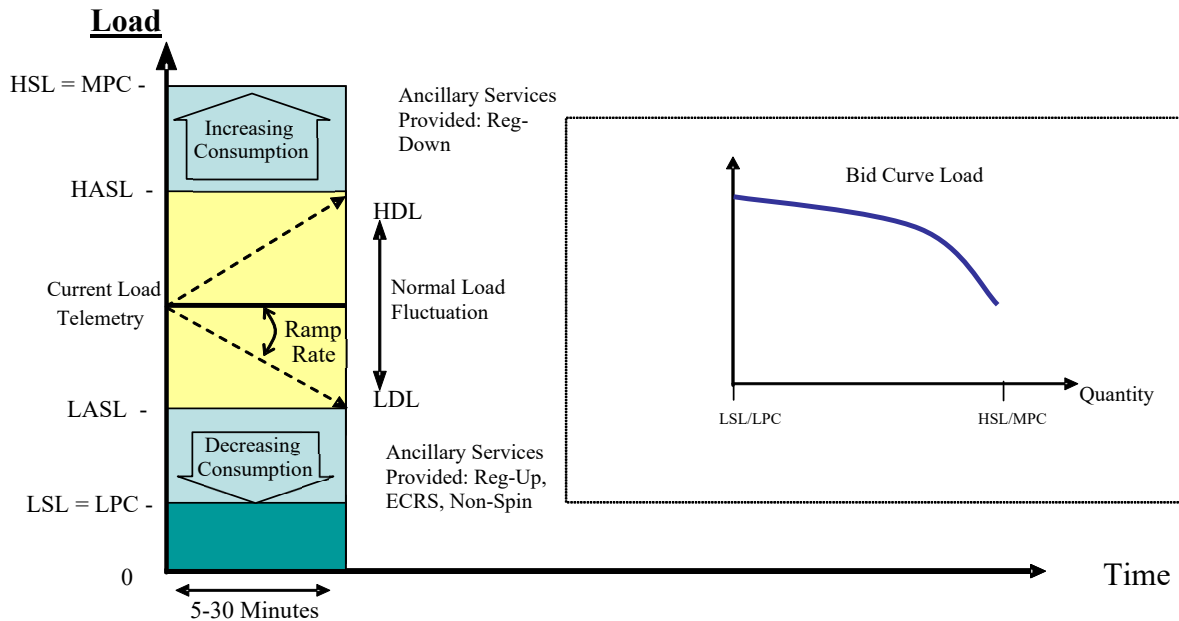 Load
HSL = MPC -
Increasing
Consumption
Ancillary Services
Provided: Reg-
Down
HASL -
HDL
Current Load
Telemetry
Normal Load
Fluctuation
Ramp
Rate
LASL -
LDL
Decreasing
Consumption
Ancillary Services
Provided: Reg-Up,
ECRS, Non-Spin
LSL = LPC -
0
Time
5-30 Minutes
Bid Curve Load
Quantity
LSL/LPC
HSL/MPC